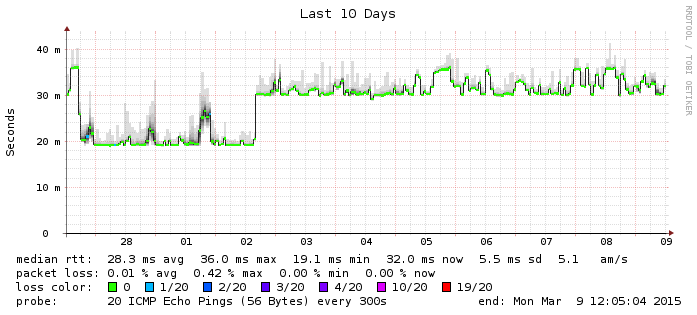 Last 10 Days
RRDTOOL / TOBI OETIKER
Seconds
40 m
30 m
20 m
10 m
0
28 01 02 03 04 05 06 07 08 09
median rtt: 28.3 ms avg 36.0 ms max 19.1 ms min 32.0 ms now 5.5 ms sd 5.1 am/s
packet loss: 0.01 % avg 0.42 % max 0.00 % min 0.00 % now
loss color: 0 1/20 2/20 3/20 4/20 10/20 19/20
probe: 20 ICMP Echo Pings (56 Bytes) every 300s end: Mon Mar 9 12:05:04 2015